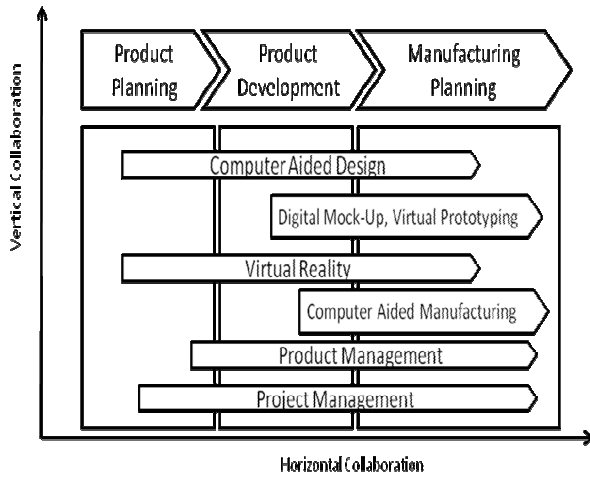 Product
Planning
Product
Development
Manufacturing
Planning
Vertical Collaboration
Computer Aided Design
Digital Mock-Up, Virtual Prototyping
Virtual Reality
Computer Aided Manufacturing
Product Management
Project Management
Horizontal Collaboration